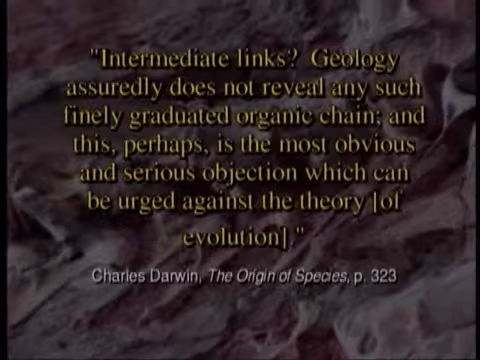 "Intermediate links?  Geology
assuredly does not reveal any such
finely graduated organic chain; and
this, perhaps, is the most obvious
and serious objection which can
be urged against the theory [of
evolution]."
Charles Darwin, The Origin of Species, p. 323